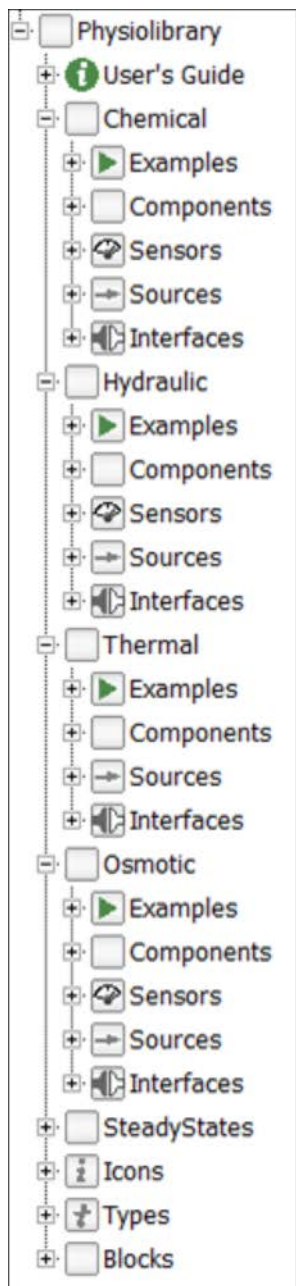 Physiolibrary
User's Guide
Chemical
Examples
Components
Sensors
Sources
Interfaces
Hydraulic
Examples
Components
Sensors
Sources
Interfaces
Thermal
Examples
Components
Sources
Interfaces
Osmotic
Examples
Components
Sensors
Sources
Interfaces
SteadyStates
Icons
Types
Blocks